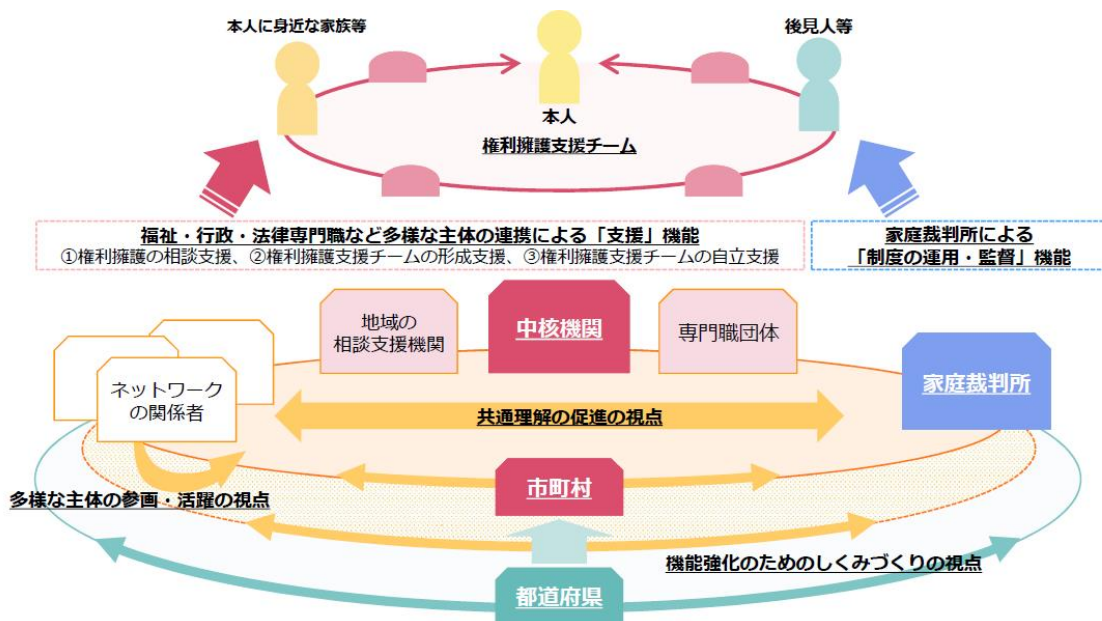 本人に身近な家族等
後見人等
本人
権利擁護支援チーム
福祉・行政・法律専門職など多様な主体の連携による「支援」機能
①権利擁護の相談支援、②権利擁護支援チームの形成支援、③権利擁護支援チームの自立支援
家庭裁判所による
「制度の運用・監督」機能
地域の
相談支援機関
中核機関
専門職団体
ネットワーク
の関係者
家庭裁判所
共通理解の促進の視点
市町村
多様な主体の参画・活躍の視点
機能強化のためのしくみづくりの視点
都道府県